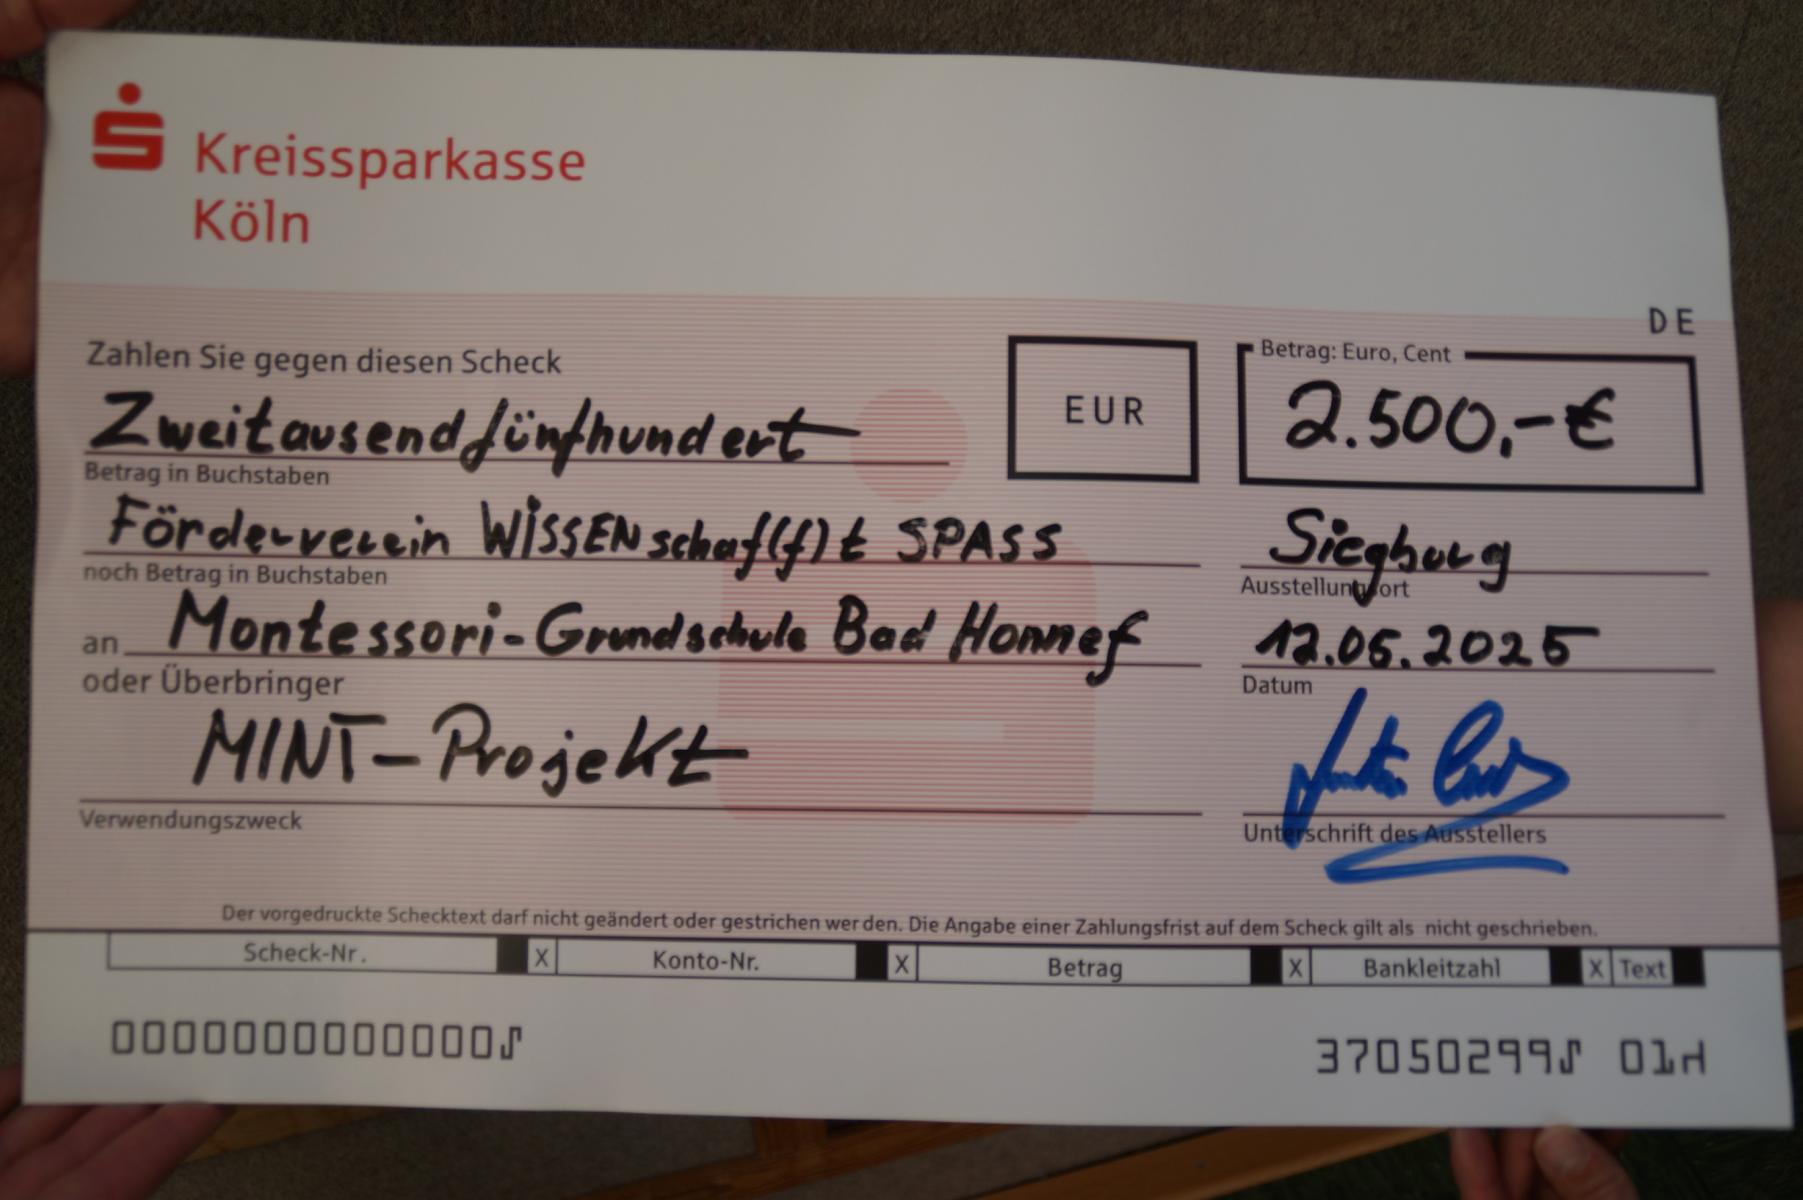 Kreissparkasse
Köln
DE
Zahlen Sie gegen diesen Scheck
EUR
Betrag: Euro, Cent
Zweitausendfünfhundert
2.500,-€
Betrag in Buchstaben
Förderverein WISSENschaf(f)t SPASS
Siegburg
noch Betrag in Buchstaben
Ausstellungsort
an Montessori-Grundschule Bad Honnef
12.05.2025
oder Überbringer
Datum
MINT-Projekt
Verwendungszweck
Unterschrift des Ausstellers
Der vorgedruckte Schecktext darf nicht geändert oder gestrichen werden. Die Angabe einer Zahlungsfrist auf dem Scheck gilt als nicht geschrieben.
Scheck-Nr. X Konto-Nr. X Betrag X Bankleitzahl X Text
0000000000000⑀ 37050299⑀ 01⑁